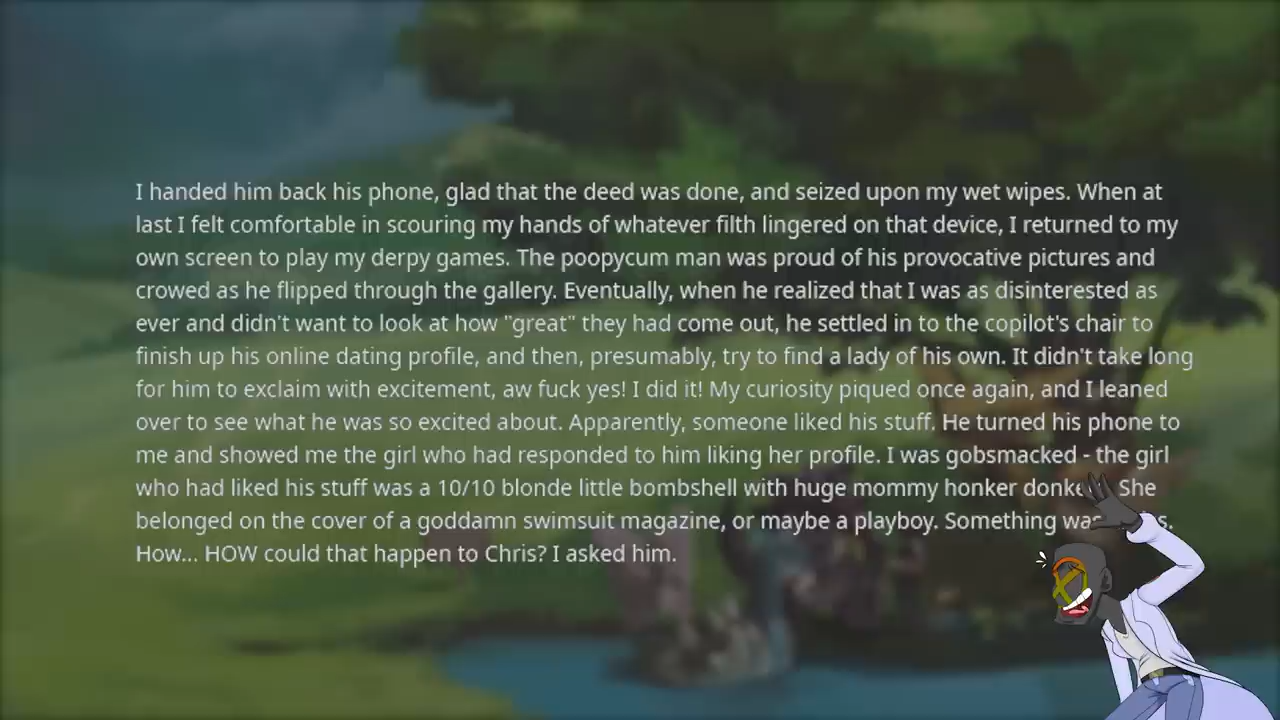 I handed him back his phone, glad that the deed was done, and seized upon my wet wipes. When at
last I felt comfortable in scouring my hands of whatever filth lingered on that device, I returned to my
own screen to play my derpy games. The poopycum man was proud of his provocative pictures and
crowed as he flipped through the gallery. Eventually, when he realized that I was as disinterested as
ever and didn't want to look at how "great" they had come out, he settled in to the copilot's chair to
finish up his online dating profile, and then, presumably, try to find a lady of his own. It didn't take long
for him to exclaim with excitement, aw fuck yes! I did it! My curiosity piqued once again, and I leaned
over to see what he was so excited about. Apparently, someone liked his stuff. He turned his phone to
me and showed me the girl who had responded to him liking her profile. I was gobsmacked - the girl
who had liked his stuff was a 10/10 blonde little bombshell with huge mommy honker She
belonged on the cover of a goddamn swimsuit magazine, or maybe a playboy. Something was
How... HOW could that happen to Chris? I asked him.